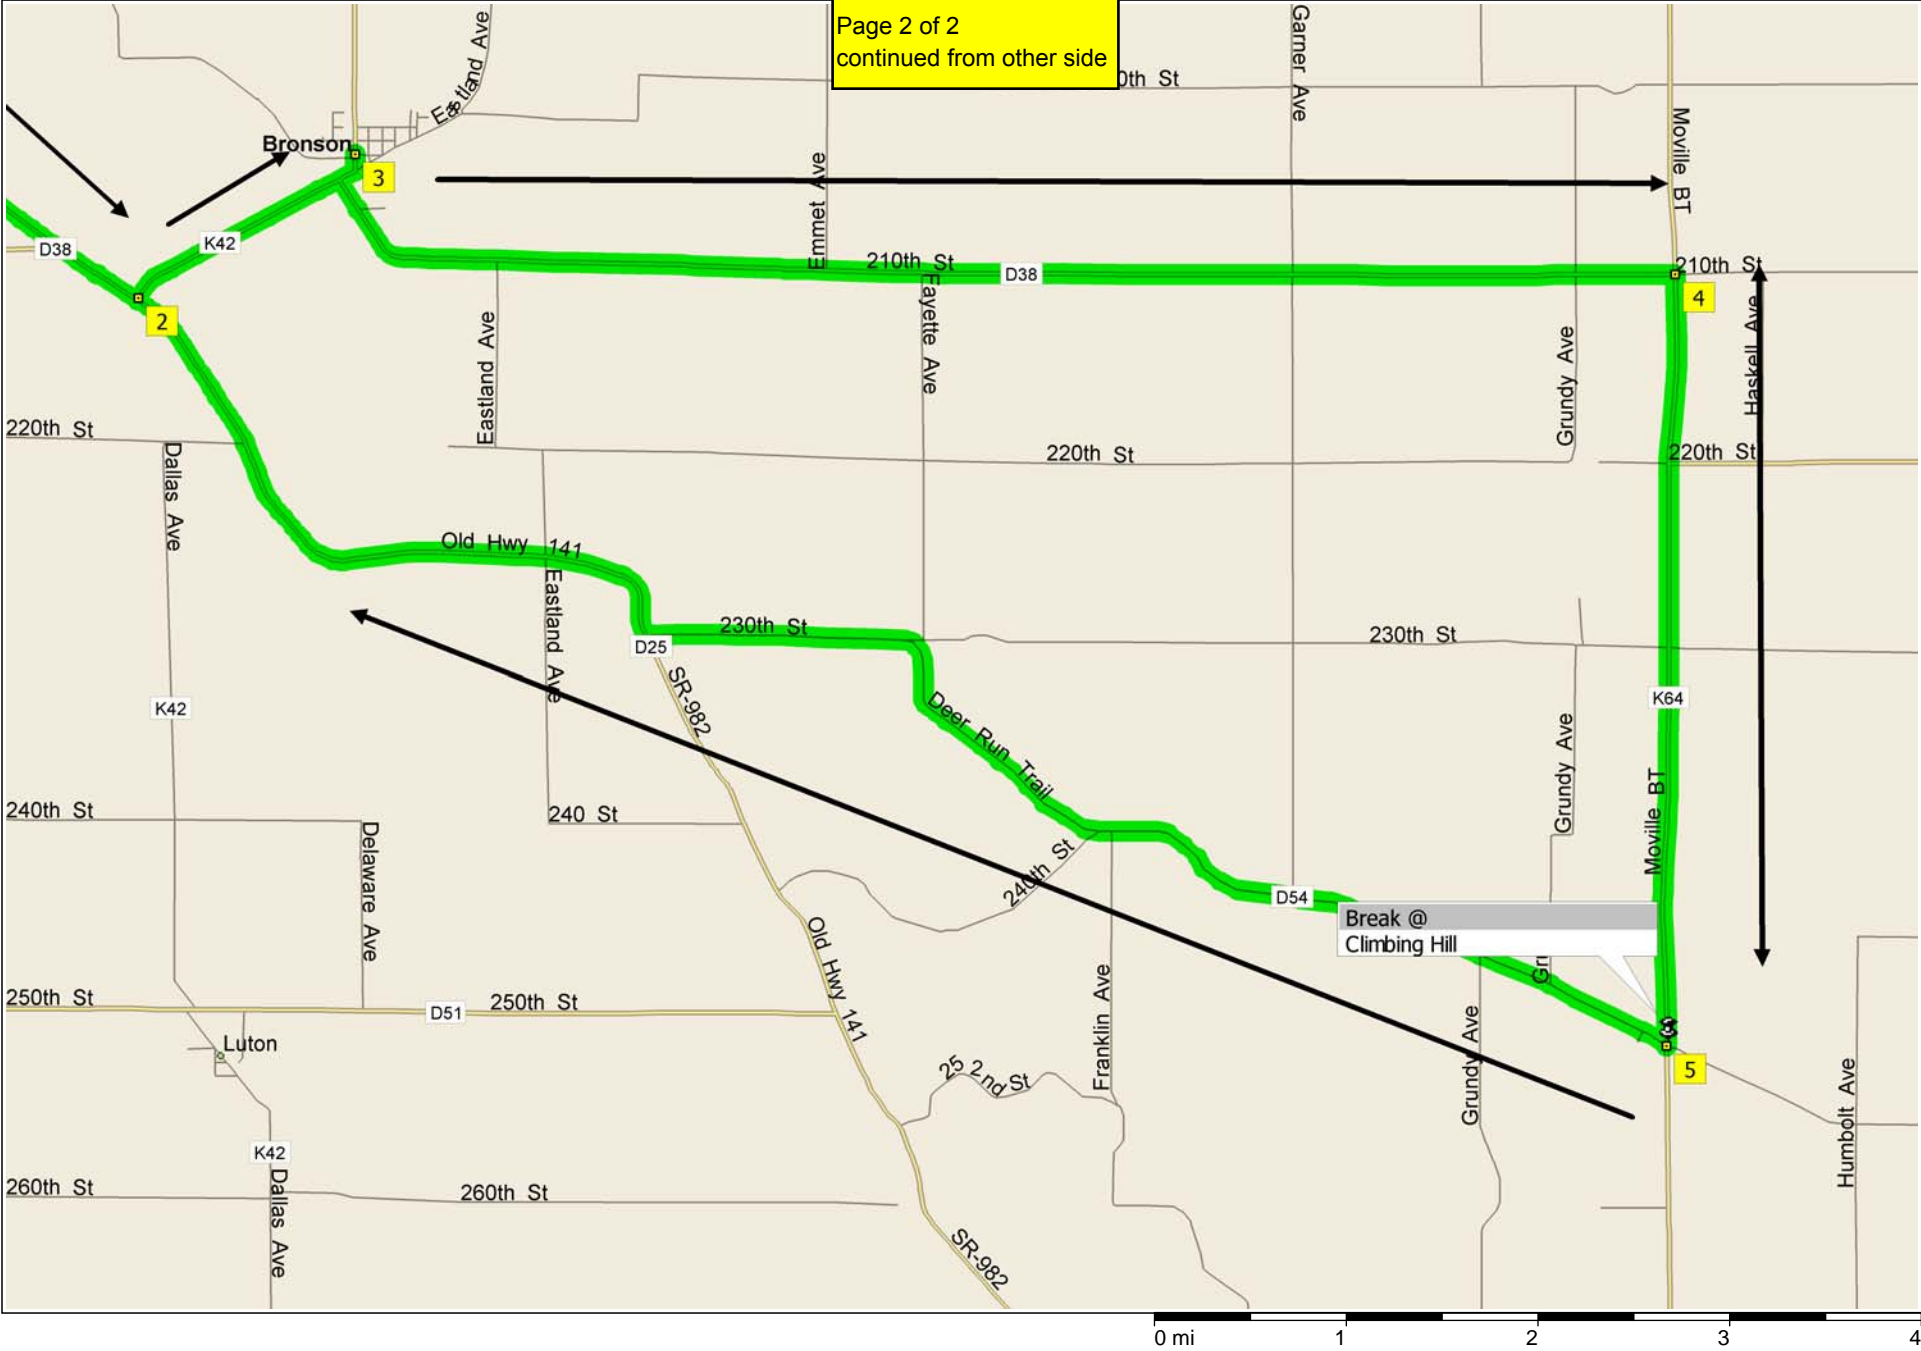 Page 2 of 2
continued from other side
0th St
Eastland Ave
Garner Ave
Moville BT
Bronson
3
Emmet Ave
D38
K42
210th St
D38
210th St
2
4
Fayette Ave
Haskell Ave
Eastland Ave
Grundy Ave
220th St
220th St
220th St
Dallas Ave
Old Hwy 141
Eastland Ave
230th St
230th St
D25
SR-982
K42
K64
Deer Run Trail
Grundy Ave
Moville BT
240th St
240 St
Delaware Ave
240th St
D54
Break @
Climbing Hill
Gru
Old Hwy 141
Franklin Ave
250th St
D51
250th St
Luton
Grundy Ave
25 2nd St
5
Humbolt Ave
K42
260th St
Dallas Ave
260th St
SR-982
0 mi 1 2 3 4